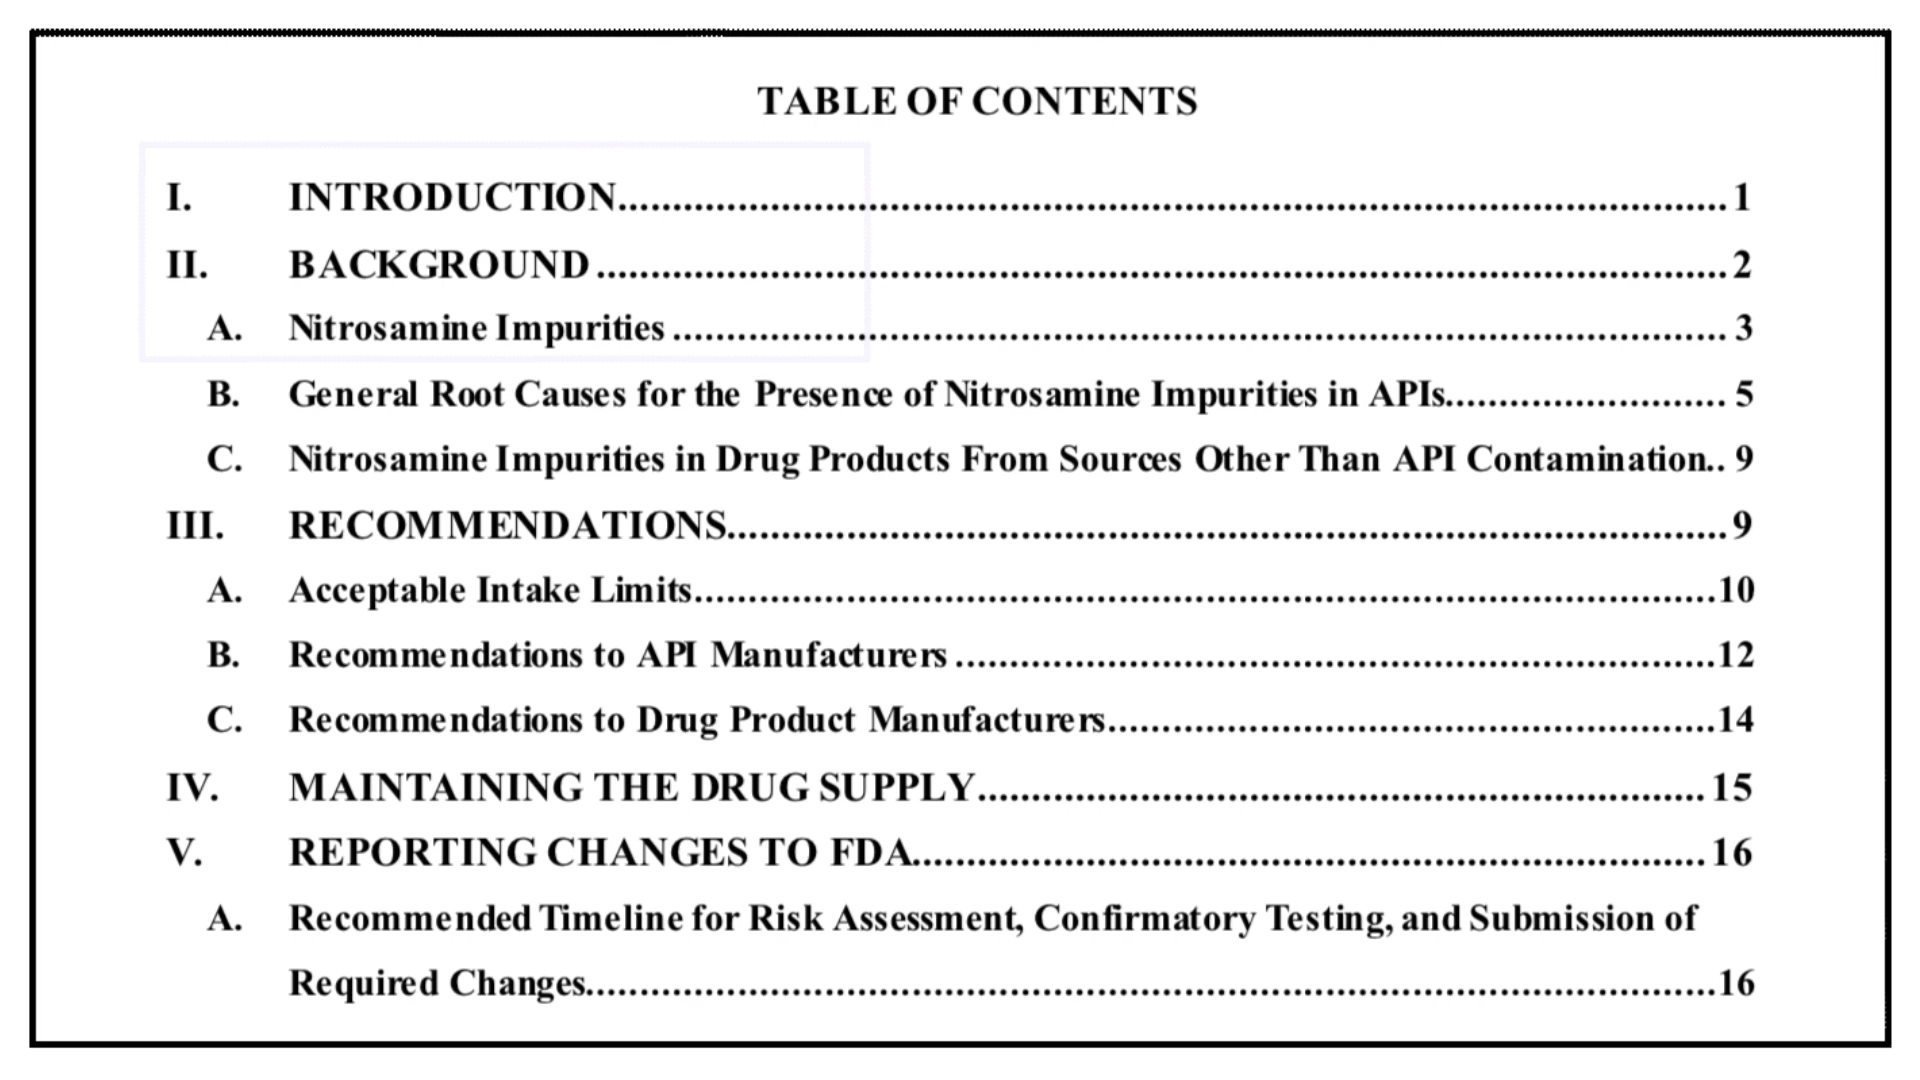 TABLE OF CONTENTS
I. INTRODUCTION........................................................................................................ 1
II. BACKGROUND ........................................................................................................ 2
A. Nitrosamine Impurities .................................................................................................. 3
B. General Root Causes for the Presence of Nitrosamine Impurities in APIs.......................... 5
C. Nitrosamine Impurities in Drug Products From Sources Other Than API Contamination.. 9
III. RECOMMENDATIONS............................................................................................. 9
A. Acceptable Intake Limits...............................................................................................10
B. Recommendations to API Manufacturers .......................................................................12
C. Recommendations to Drug Product Manufacturers.........................................................14
IV. MAINTAINING THE DRUG SUPPLY................................................................... 15
V. REPORTING CHANGES TO FDA......................................................................... 16
A. Recommended Timeline for Risk Assessment, Confirmatory Testing, and Submission of
Required Changes.........................................................................................................16